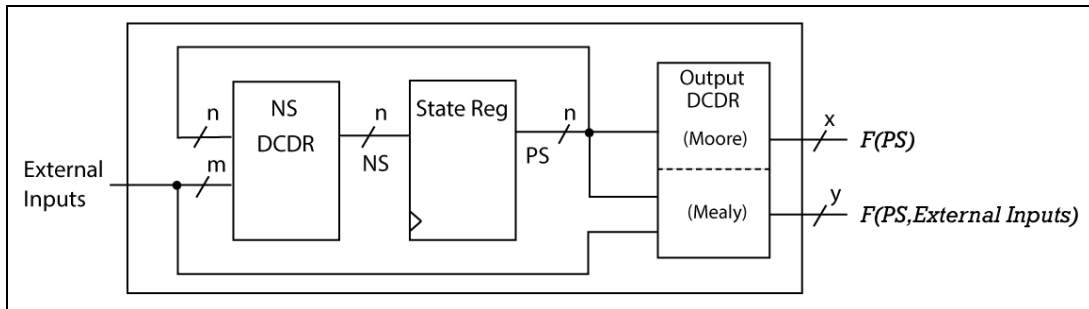 Output
DCDR
n
NS
DCDR
n
State Reg
n
(Moore)
x
F(PS)
NS
PS
External
Inputs
m
(Mealy)
y
F(PS,External Inputs)